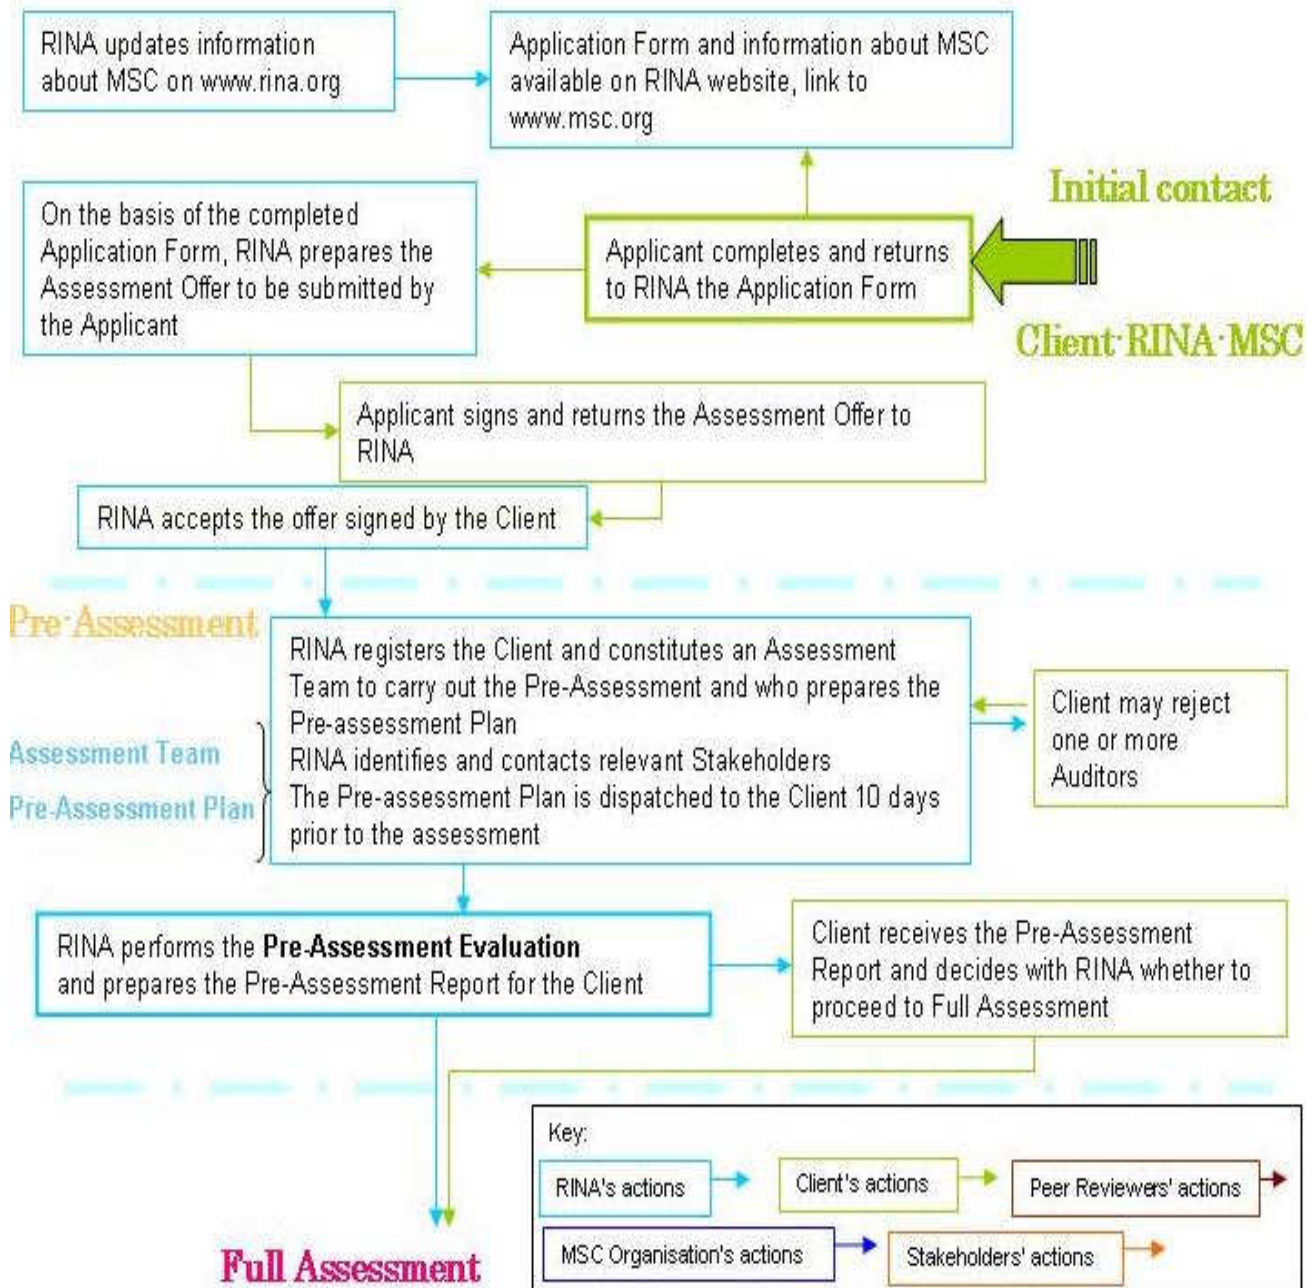 RINA updates information
about MSC on www.rina.org
Application Form and information about MSC
available on RINA website, link to
www.msc.org
Initial contact
On the basis of the completed
Application Form, RINA prepares the
Assessment Offer to be submitted by
the Applicant
Applicant completes and returns
to RINA the Application Form
Client·RINA·MSC
Applicant signs and returns the Assessment Offer to
RINA
RINA accepts the offer signed by the Client
Pre-Assessment
RINA registers the Client and constitutes an Assessment
Team to carry out the Pre-Assessment and who prepares the
Pre-assessment Plan
RINA identifies and contacts relevant Stakeholders
The Pre-assessment Plan is dispatched to the Client 10 days
prior to the assessment
Assessment Team
Pre-Assessment Plan
Client may reject
one or more
Auditors
RINA performs the Pre-Assessment Evaluation
and prepares the Pre-Assessment Report for the Client
Client receives the Pre-Assessment
Report and decides with RINA whether to
proceed to Full Assessment
Key:
RINA's actions
Client's actions
Peer Reviewers' actions
MSC Organisation's actions
Stakeholders' actions
Full Assessment